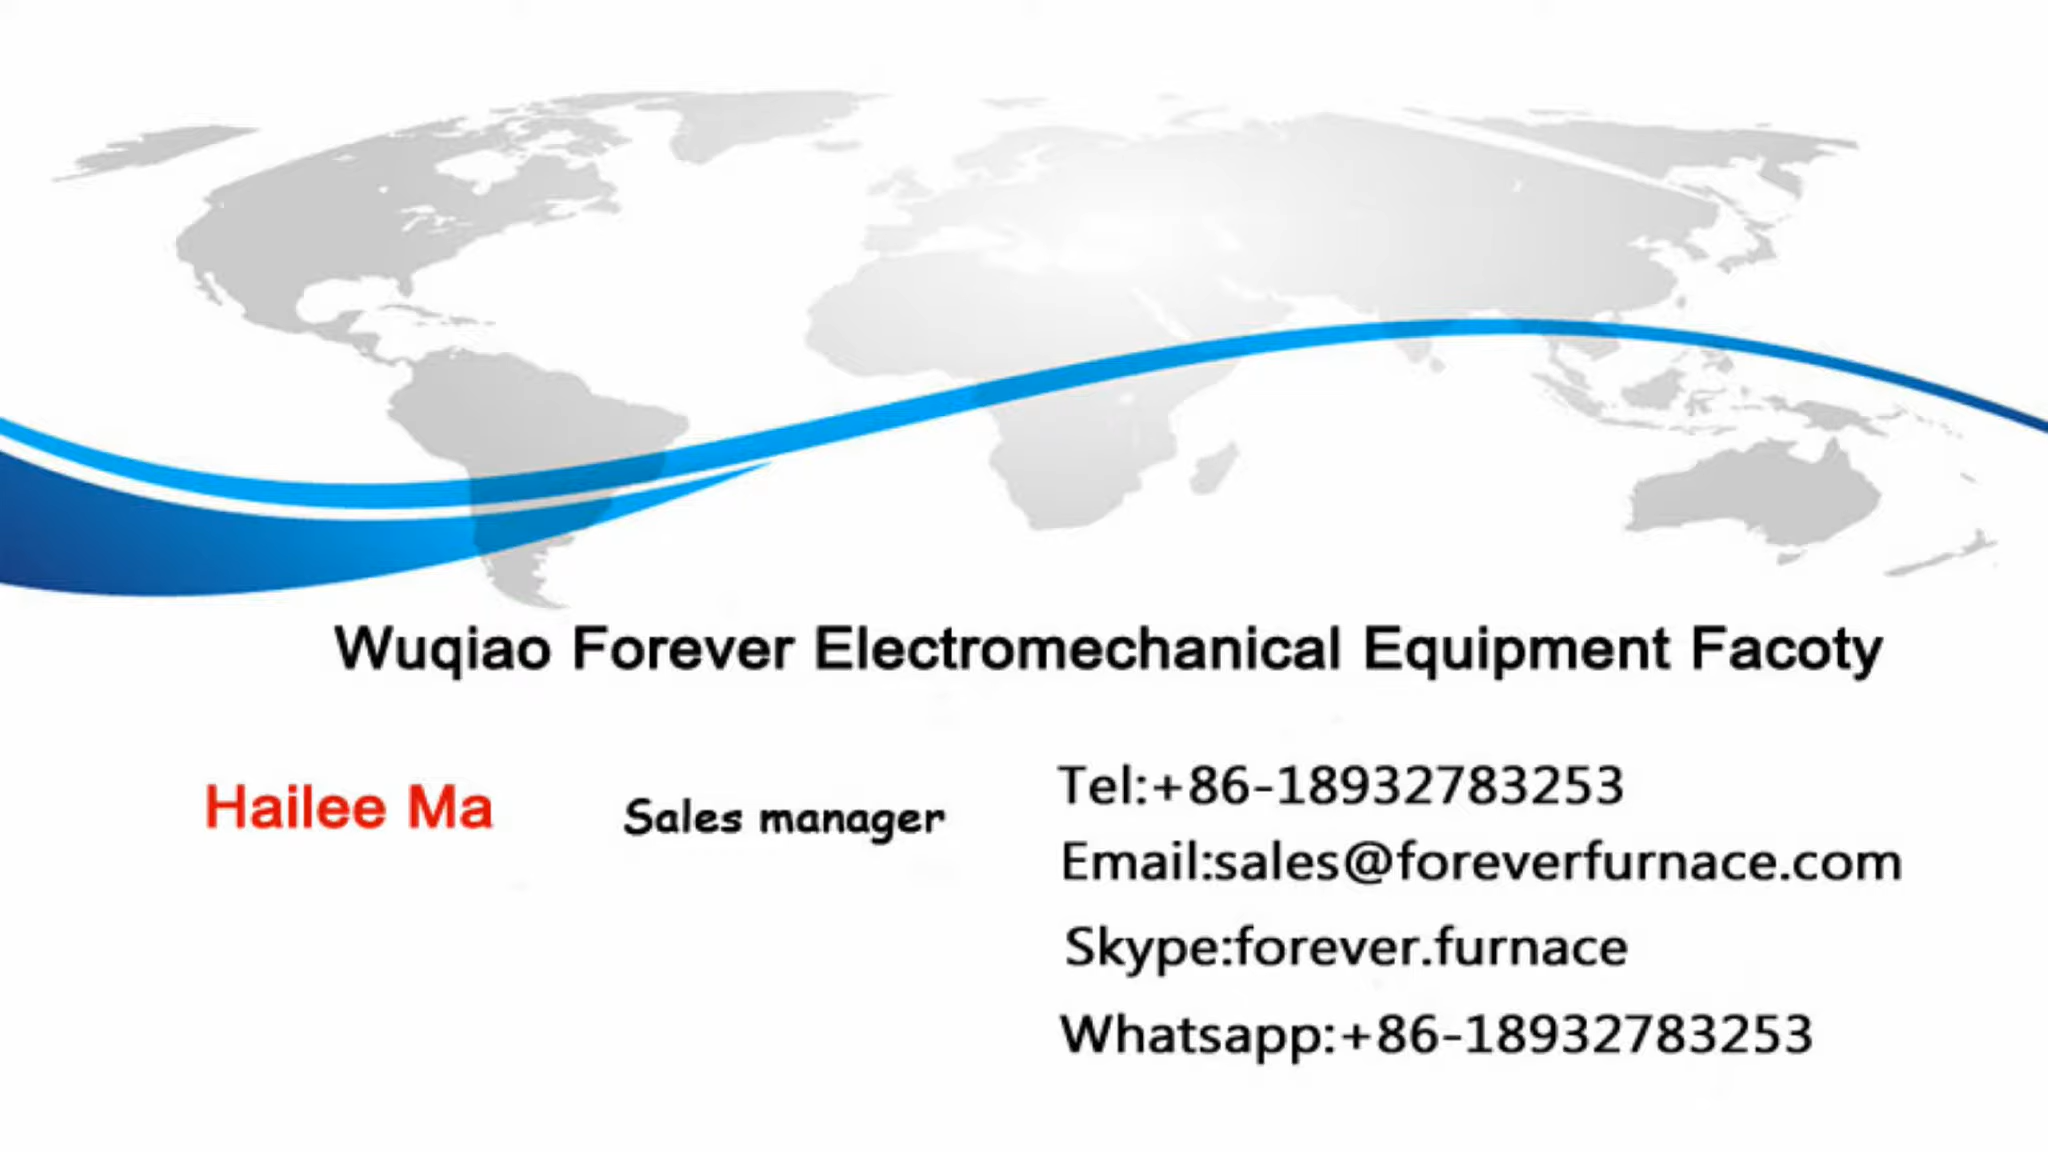 Wuqiao Forever Electromechanical Equipment Facoty
Hailee Ma
Sales manager
Tel:+86-18932783253
Email:sales@foreverfurnace.com
Skype:forever.furnace
Whatsapp:+86-18932783253